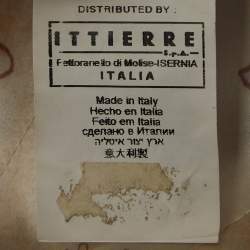 DISTRIBUTED BY :
ITTIERRE
S.p.A.
Pettoranello di Molise-ISERNIA
ITALIA
Made in Italy
Hecho en Italia
Feito em Italia
сделано в Италии
ארץ יצור איטליה
意大利製